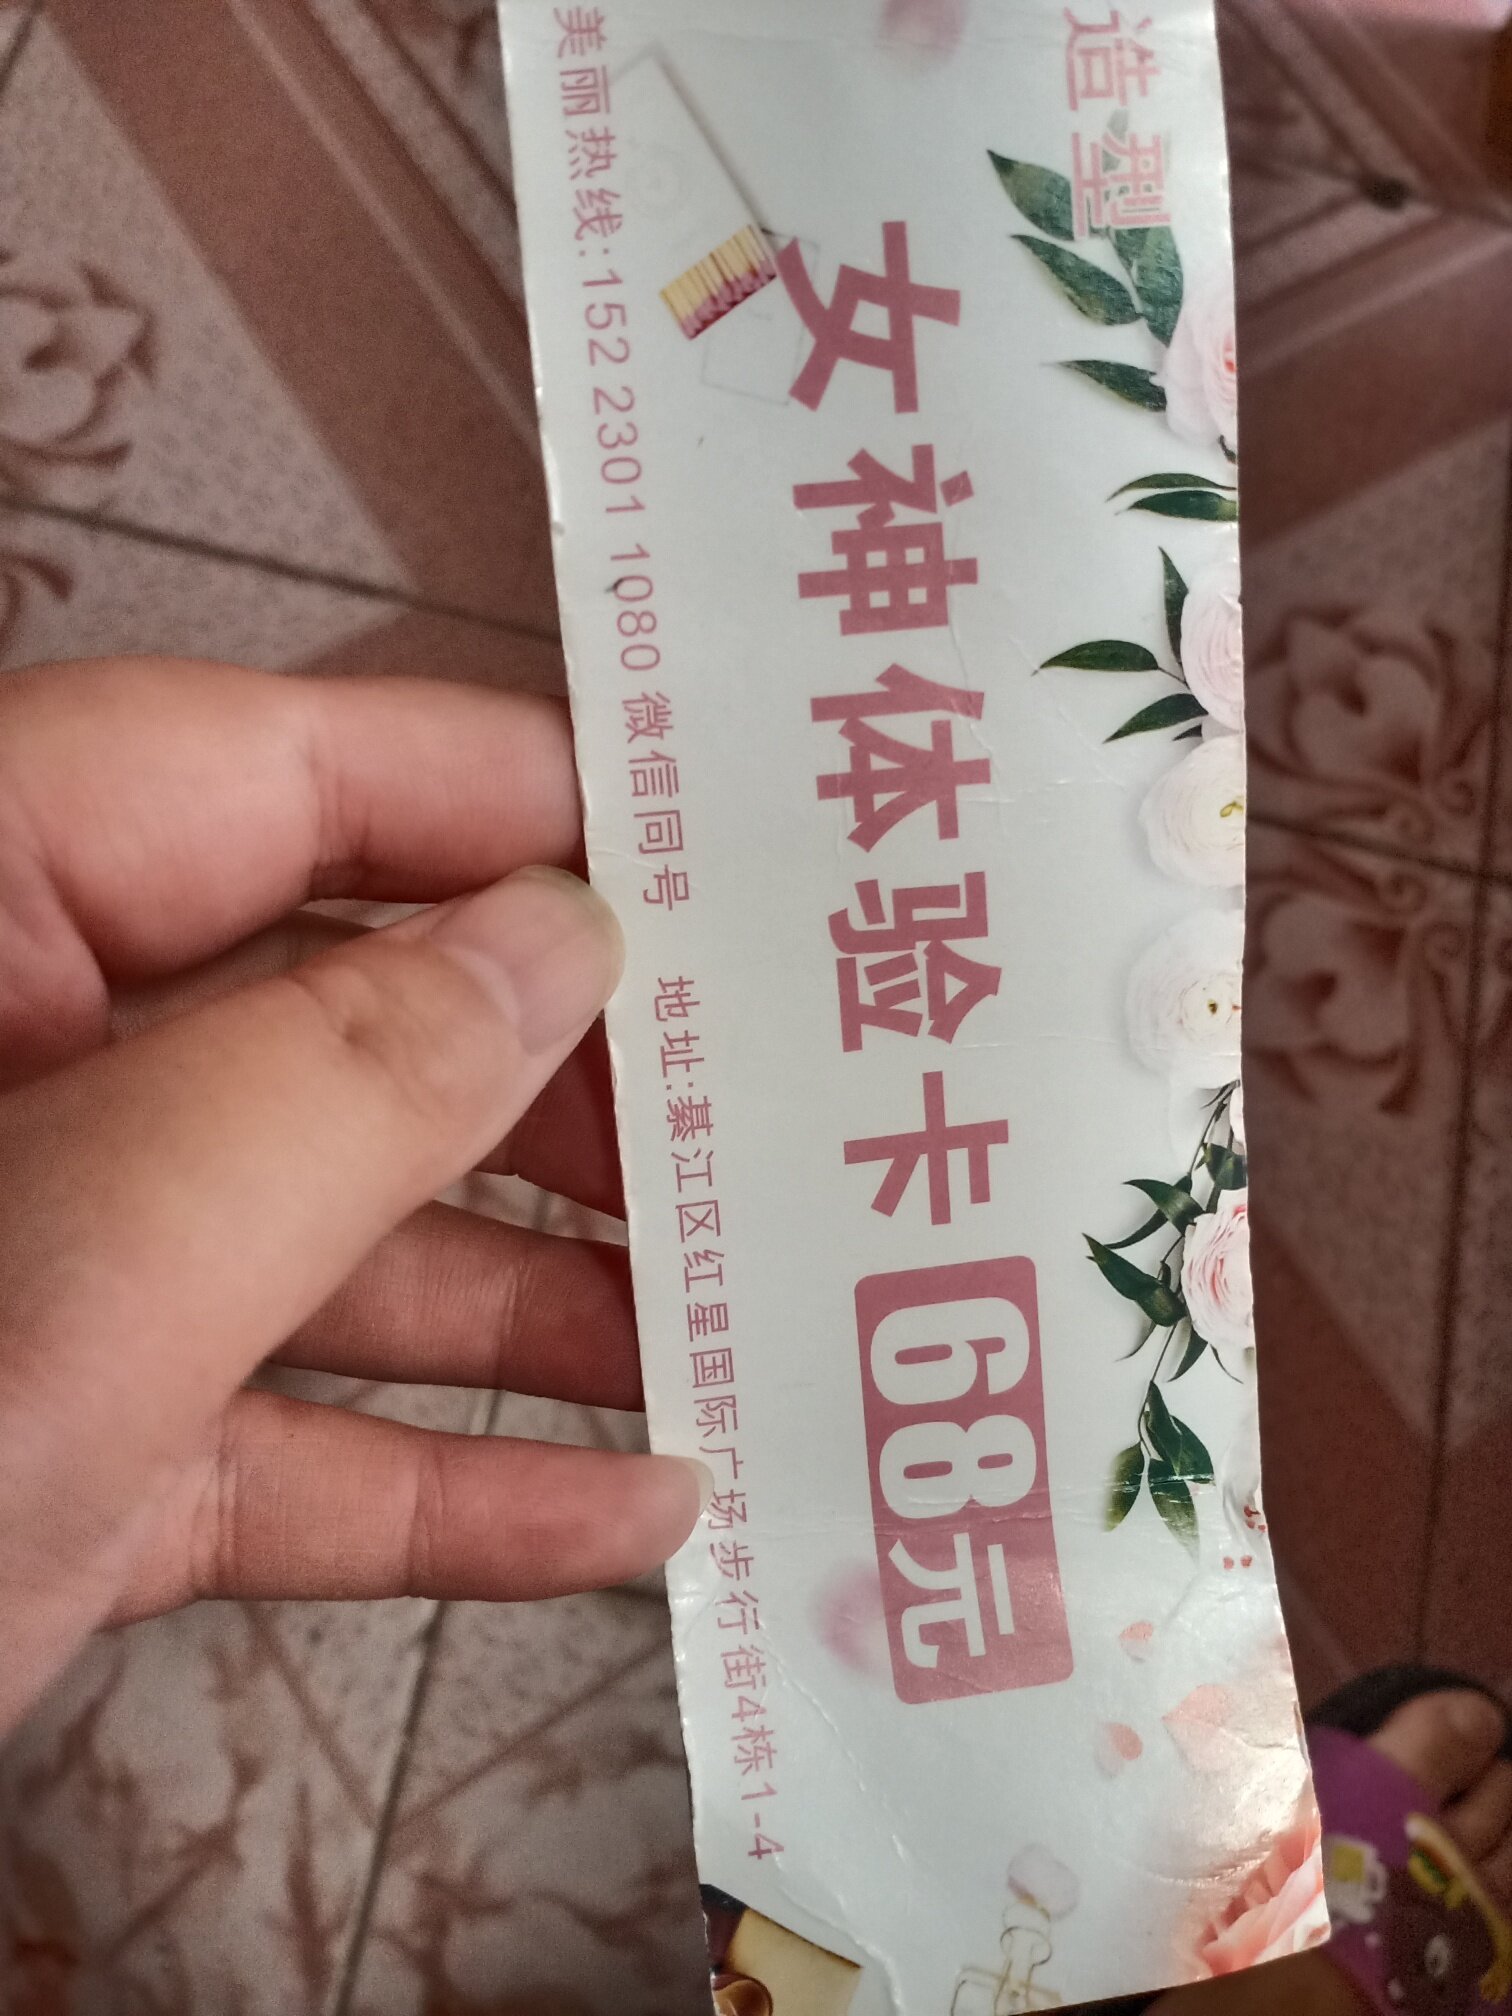 造型
女神体验卡 68元
美丽热线:152 2301 1080 微信同号 地址:綦江区红星国际广场步行街4栋1-4